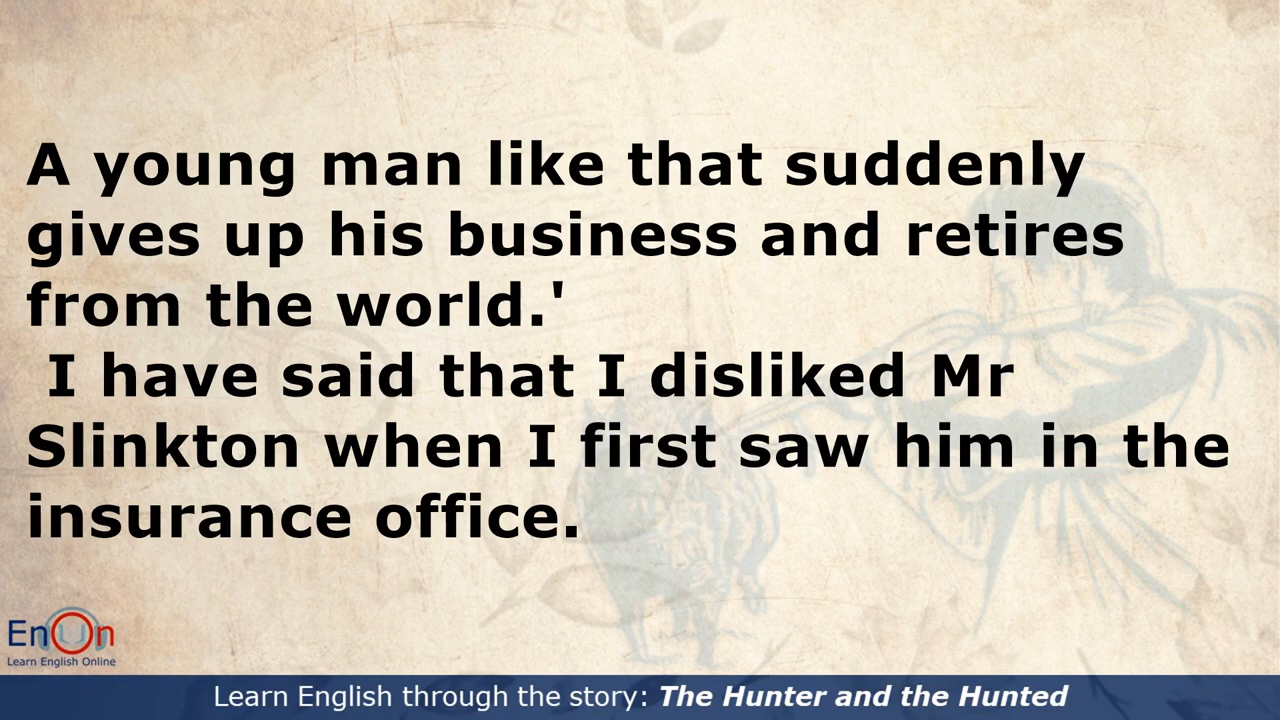 A young man like that suddenly
gives up his business and retires
from the world.'
I have said that I disliked Mr
Slinkton when I first saw him in the
insurance office.
EnOn
Learn English Online
Learn English through the story: The Hunter and the Hunted